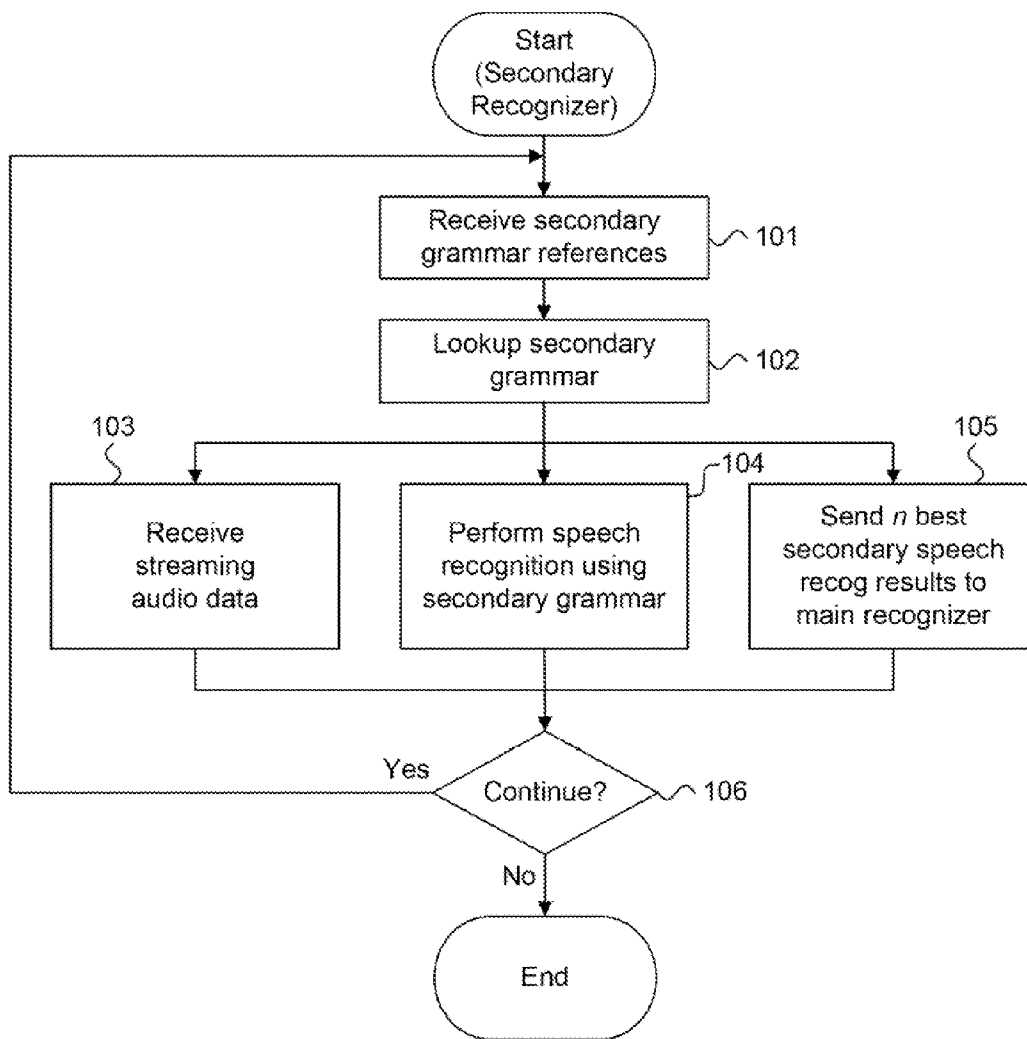 Start
(Secondary
Recognizer)
Receive secondary
grammar references
101
Lookup secondary
grammar
102
103
Receive
streaming
audio data
104
Perform speech
recognition using
secondary grammar
105
Send n best
secondary speech
recog results to
main recognizer
Yes
Continue?
106
No
End